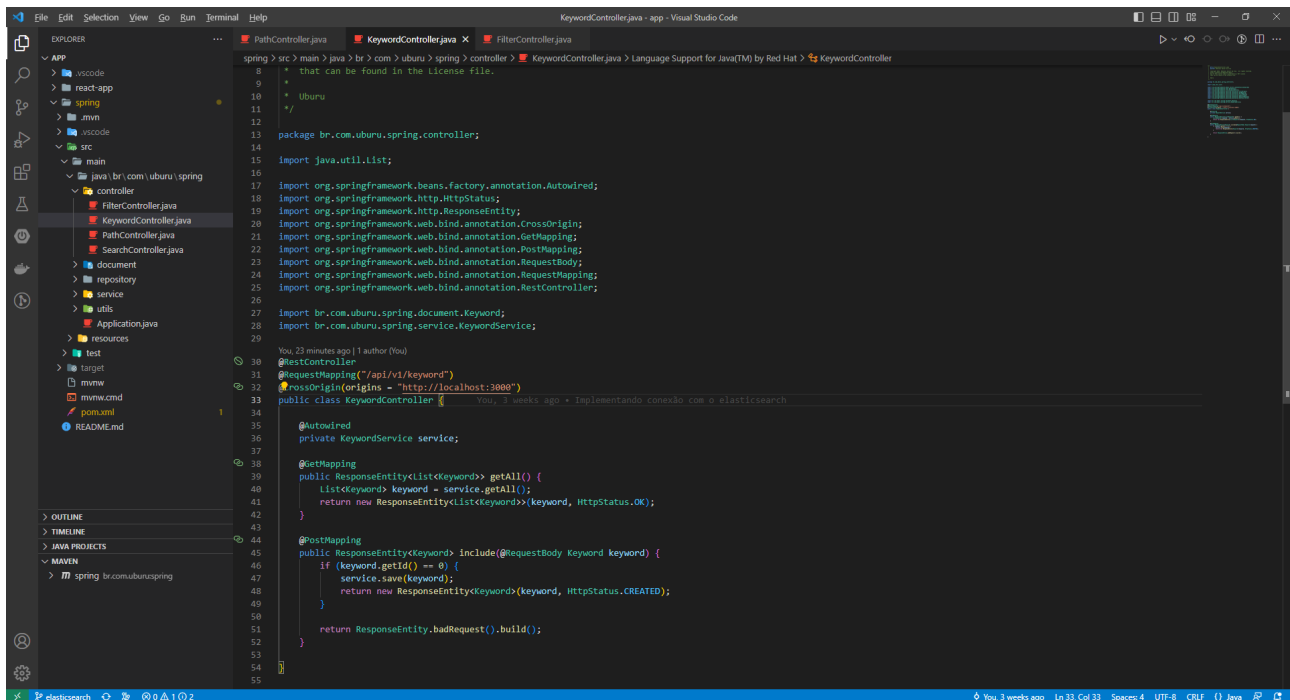 File Edit Selection View Go Run Terminal Help
KeywordController.java - app - Visual Studio Code
EXPLORER
PathController.java
KeywordController.java
FilterController.java
APP
.vscode
react-app
spring
.mvn
.vscode
src
main
java\br\com\uburu\spring
controller
FilterController.java
KeywordController.java
PathController.java
SearchController.java
document
repository
service
utils
Application.java
resources
test
target
mvnw
mvnw.cmd
pom.xml 1
README.md
OUTLINE
TIMELINE
JAVA PROJECTS
MAVEN
spring br.com.uburu:spring
spring > src > main > java > br > com > uburu > spring > controller > KeywordController.java > Language Support for Java(TM) by Red Hat > KeywordController
8 * that can be found in the License file.
9 *
10 * Uburu
11 */
12
13 package br.com.uburu.spring.controller;
14
15 import java.util.List;
16
17 import org.springframework.beans.factory.annotation.Autowired;
18 import org.springframework.http.HttpStatus;
19 import org.springframework.http.ResponseEntity;
20 import org.springframework.web.bind.annotation.CrossOrigin;
21 import org.springframework.web.bind.annotation.GetMapping;
22 import org.springframework.web.bind.annotation.PostMapping;
23 import org.springframework.web.bind.annotation.RequestBody;
24 import org.springframework.web.bind.annotation.RequestMapping;
25 import org.springframework.web.bind.annotation.RestController;
26
27 import br.com.uburu.spring.document.Keyword;
28 import br.com.uburu.spring.service.KeywordService;
29
You, 23 minutes ago | 1 author (You)
30 @RestController
31 @RequestMapping("/api/v1/keyword")
32 @CrossOrigin(origins = "http://localhost:3000")
33 public class KeywordController { You, 3 weeks ago • Implementando conexão com o elasticsearch
34
35 @Autowired
36 private KeywordService service;
37
38 @GetMapping
39 public ResponseEntity<List<Keyword>> getAll() {
40 List<Keyword> keyword = service.getAll();
41 return new ResponseEntity<List<Keyword>>(keyword, HttpStatus.OK);
42 }
43
44 @PostMapping
45 public ResponseEntity<Keyword> include(@RequestBody Keyword keyword) {
46 if (keyword.getId() == 0) {
47 service.save(keyword);
48 return new ResponseEntity<Keyword>(keyword, HttpStatus.CREATED);
49 }
50
51 return ResponseEntity.badRequest().build();
52 }
53
54 }
55
elasticsearch 0 1 2
You, 3 weeks ago Ln 33, Col 33 Spaces: 4 UTF-8 CRLF {} Java